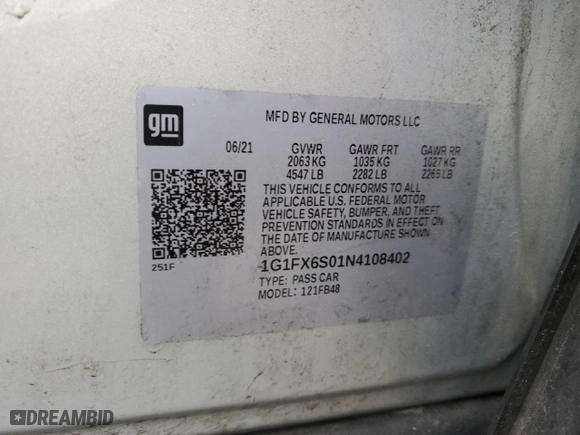 gm
MFD BY GENERAL MOTORS LLC
06/21 GVWR GAWR FRT GAWR RR
2063 KG 1035 KG 1027 KG
4547 LB 2282 LB 2265 LB
THIS VEHICLE CONFORMS TO ALL
APPLICABLE U.S. FEDERAL MOTOR
VEHICLE SAFETY, BUMPER, AND THEFT
PREVENTION STANDARDS IN EFFECT ON
THE DATE OF MANUFACTURE SHOWN
ABOVE.
251F
1G1FX6S01N4108402
TYPE: PASS CAR
MODEL: 121FB48
DREAMBID